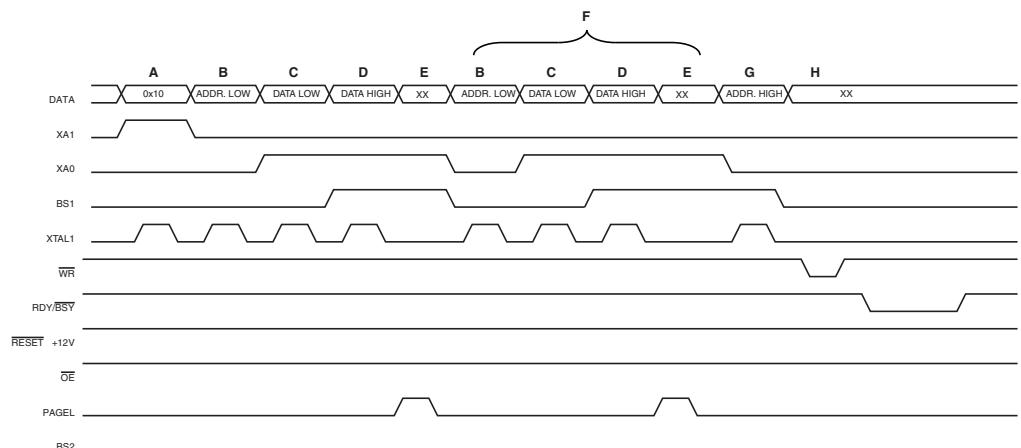 F
A B C D E B C D E G H
DATA 0x10 ADDR. LOW DATA LOW DATA HIGH XX ADDR. LOW DATA LOW DATA HIGH XX ADDR. HIGH XX
XA1
XA0
BS1
XTAL1
WR
RDY/BSY
RESET +12V
OE
PAGEL
BS2